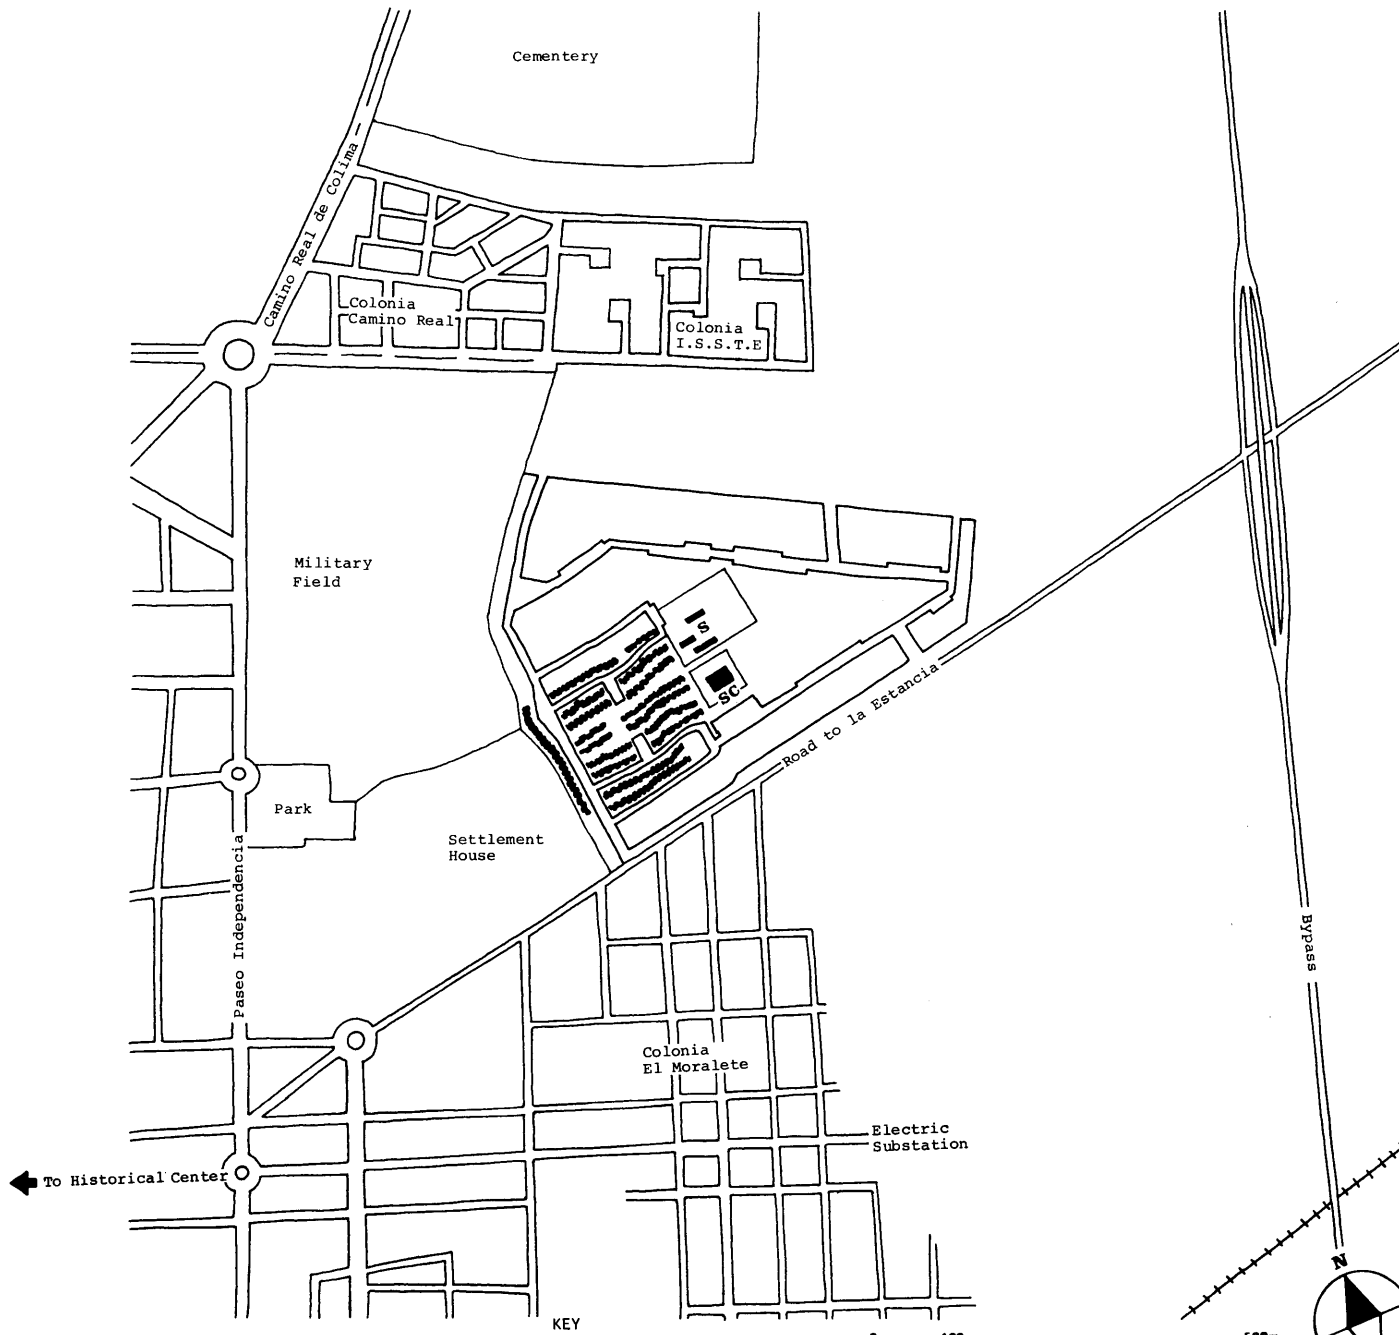 Cementery
Camino Real de Colima
Colonia
Camino Real
Colonia
I.S.S.T.E
Military
Field
S
SC
Road to la Estancia
Park
Settlement
House
Paseo Independencia
Bypass
Colonia
El Moralete
Electric
Substation
To Historical Center
N
KEY